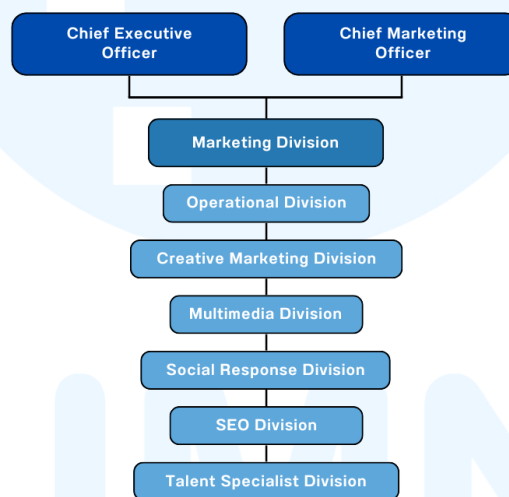 Chief Executive
Officer
Chief Marketing
Officer
Marketing Division
Operational Division
Creative Marketing Division
Multimedia Division
Social Response Division
SEO Division
Talent Specialist Division